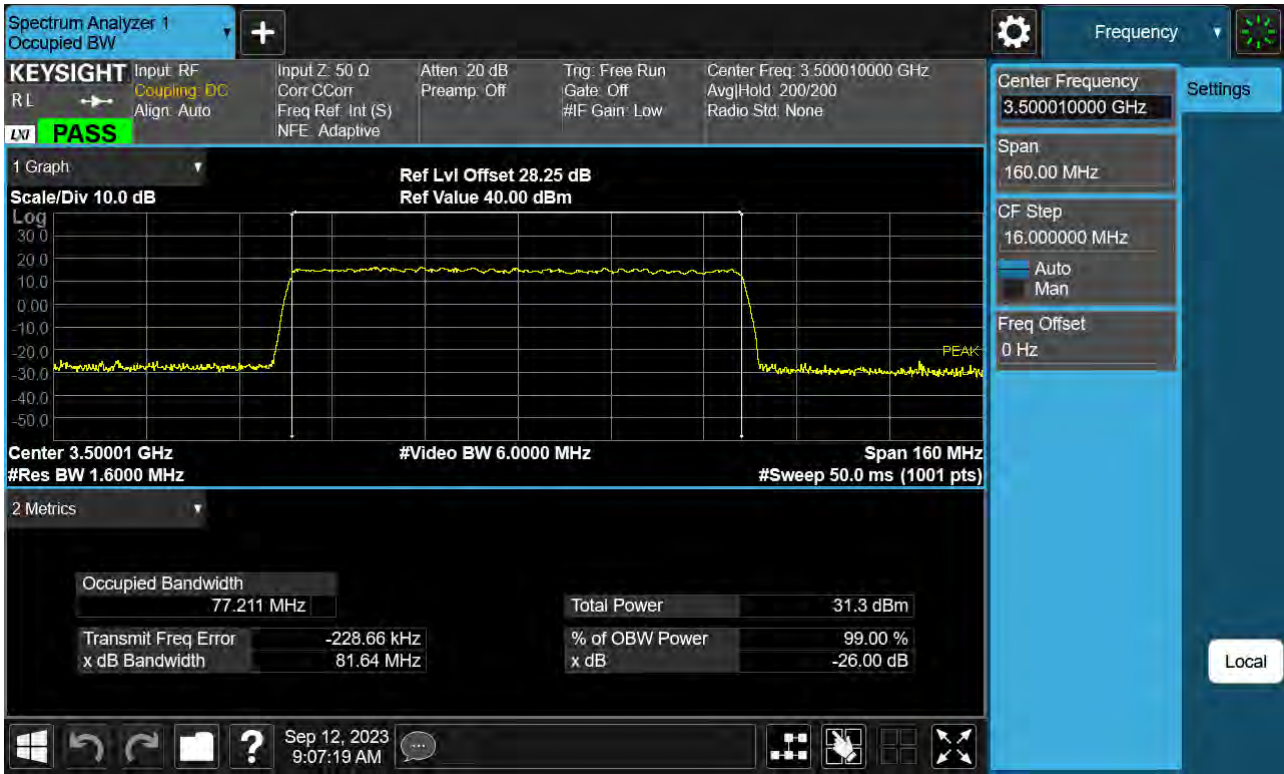 Spectrum Analyzer 1
Occupied BW
+
Frequency
KEYSIGHT
RL
LXI
PASS
Input: RF
Coupling: DC
Align: Auto
Input Z: 50 Ω
Corr CCorr
Freq Ref: Int (S)
NFE: Adaptive
Atten: 20 dB
Preamp: Off
Trig: Free Run
Gate: Off
#IF Gain: Low
Center Freq: 3.500010000 GHz
Avg|Hold: 200/200
Radio Std: None
1 Graph
Scale/Div 10.0 dB
Ref Lvl Offset 28.25 dB
Ref Value 40.00 dBm
Log
30.0
20.0
10.0
0.00
-10.0
-20.0
-30.0
-40.0
-50.0
PEAK
Center 3.50001 GHz
#Video BW 6.0000 MHz
Span 160 MHz
#Res BW 1.6000 MHz
#Sweep 50.0 ms (1001 pts)
2 Metrics
Occupied Bandwidth
77.211 MHz
Transmit Freq Error -228.66 kHz
x dB Bandwidth 81.64 MHz
Total Power 31.3 dBm
% of OBW Power 99.00 %
x dB -26.00 dB
Center Frequency
3.500010000 GHz
Settings
Span
160.00 MHz
CF Step
16.000000 MHz
Auto
Man
Freq Offset
0 Hz
Local
?
Sep 12, 2023
9:07:19 AM